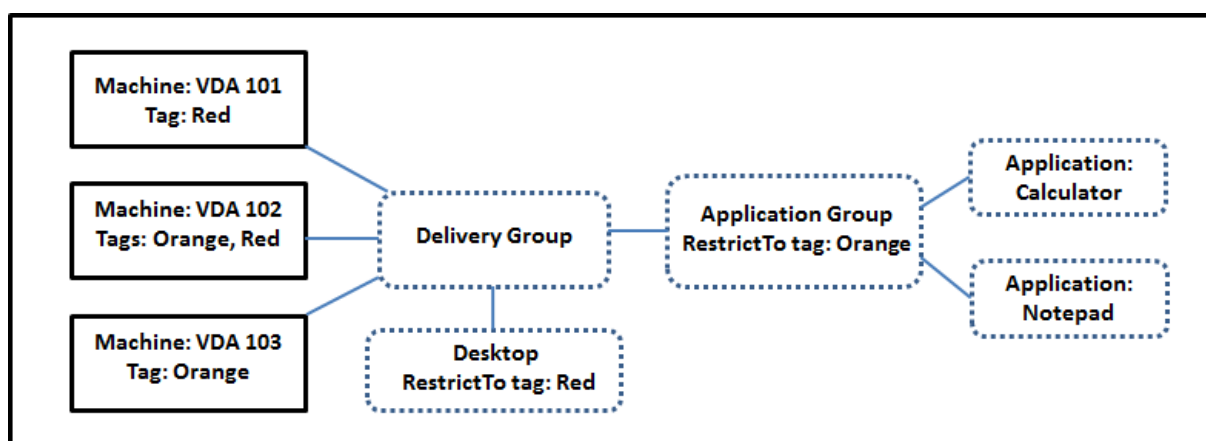 Machine: VDA 101
Tag: Red
Machine: VDA 102
Tags: Orange, Red
Machine: VDA 103
Tag: Orange
Delivery Group
Desktop
RestrictTo tag: Red
Application Group
RestrictTo tag: Orange
Application:
Calculator
Application:
Notepad